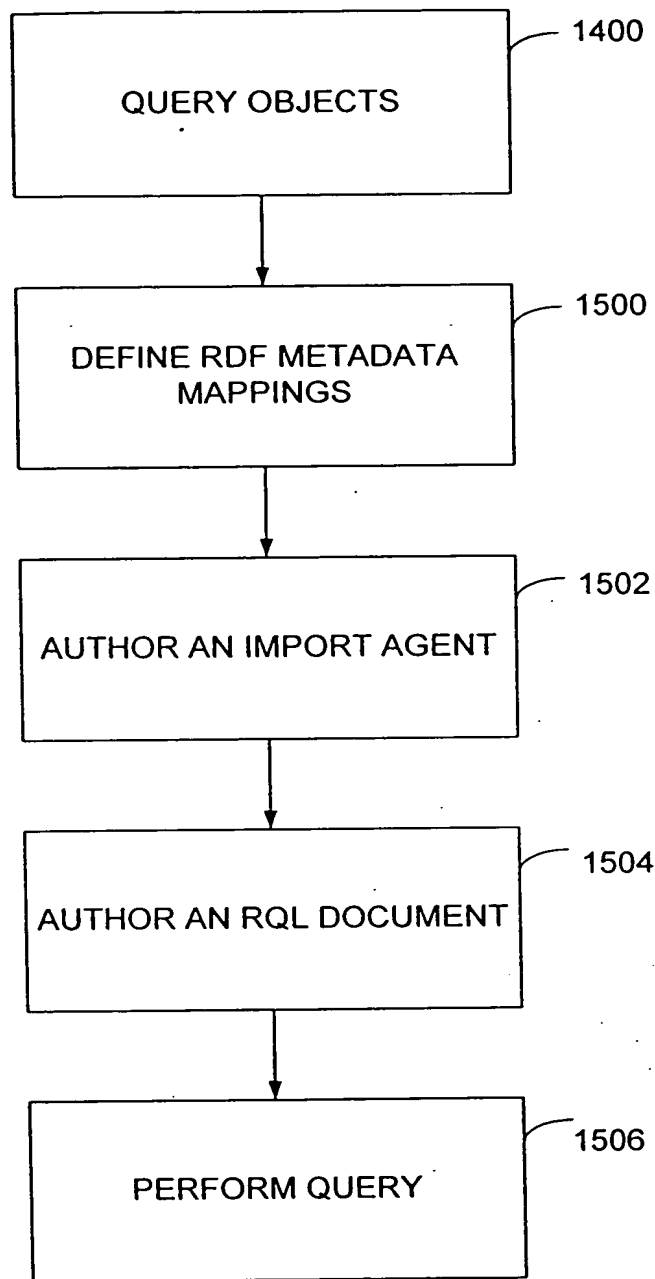 1400
QUERY OBJECTS
1500
DEFINE RDF METADATA
MAPPINGS
1502
AUTHOR AN IMPORT AGENT
1504
AUTHOR AN RQL DOCUMENT
1506
PERFORM QUERY